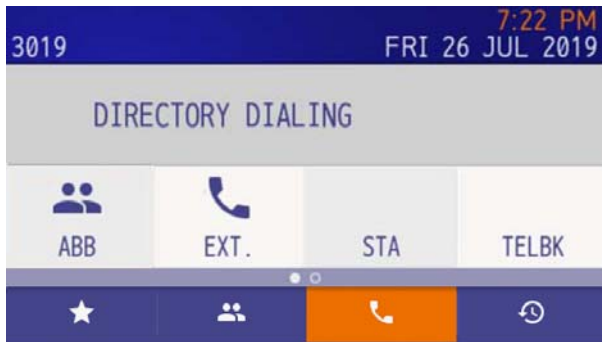 7:22 PM
3019 FRI 26 JUL 2019
DIRECTORY DIALING
ABB EXT. STA TELBK